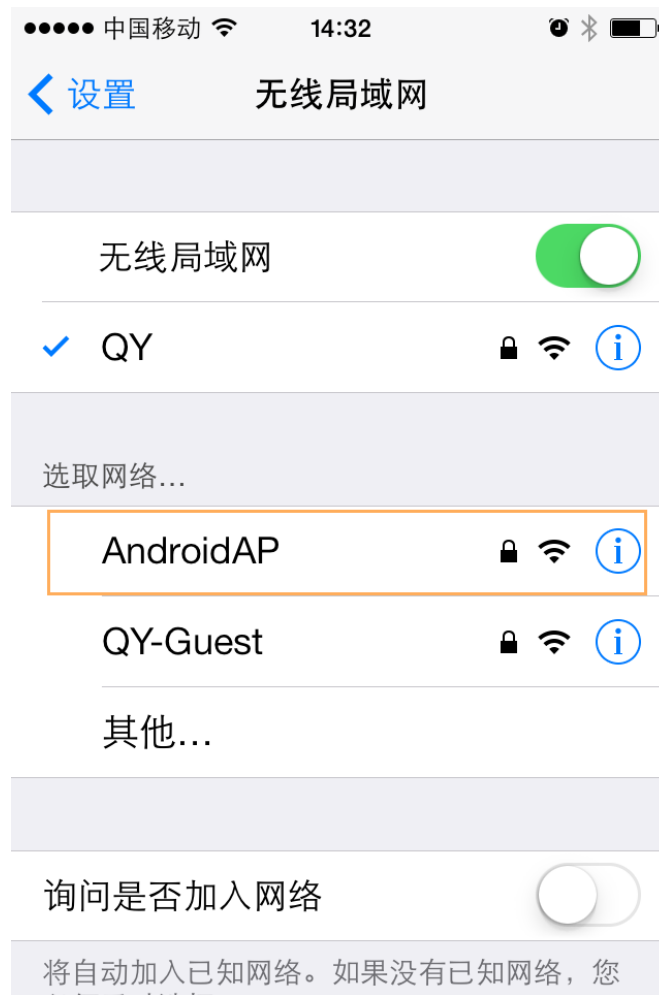 中国移动 14:32
设置 无线局域网
无线局域网
QY
选取网络...
AndroidAP
QY-Guest
其他...
询问是否加入网络
将自动加入已知网络。如果没有已知网络，您